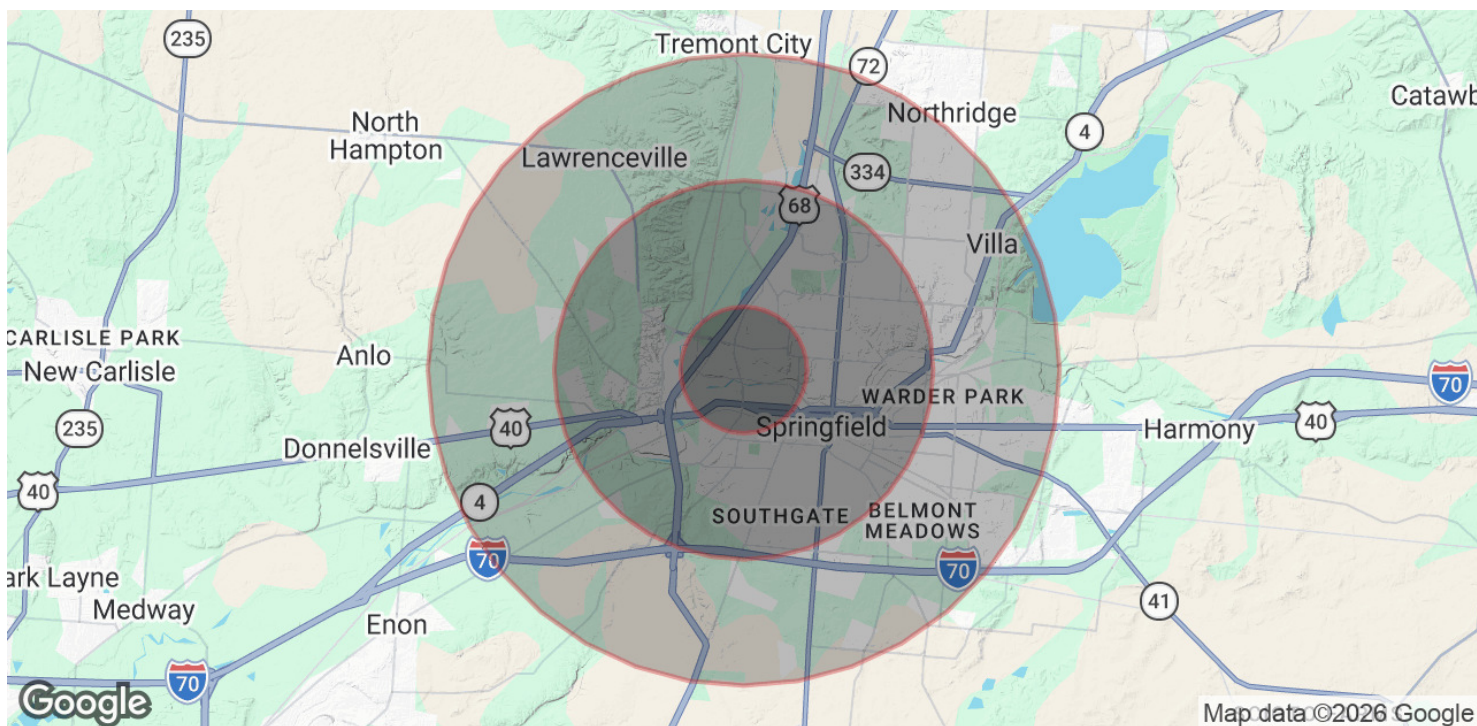 235
Tremont City
72
Catawb
Northridge
4
North
Hampton
Lawrenceville
334
68
Villa
CARLISLE PARK
New Carlisle
Anlo
70
WARDER PARK
40
235
40
Springfield
Harmony
Donnelsville
40
4
SOUTHGATE
BELMONT
MEADOWS
70
70
ark Layne
Medway
41
Enon
70
Google
Map data ©2026 Google